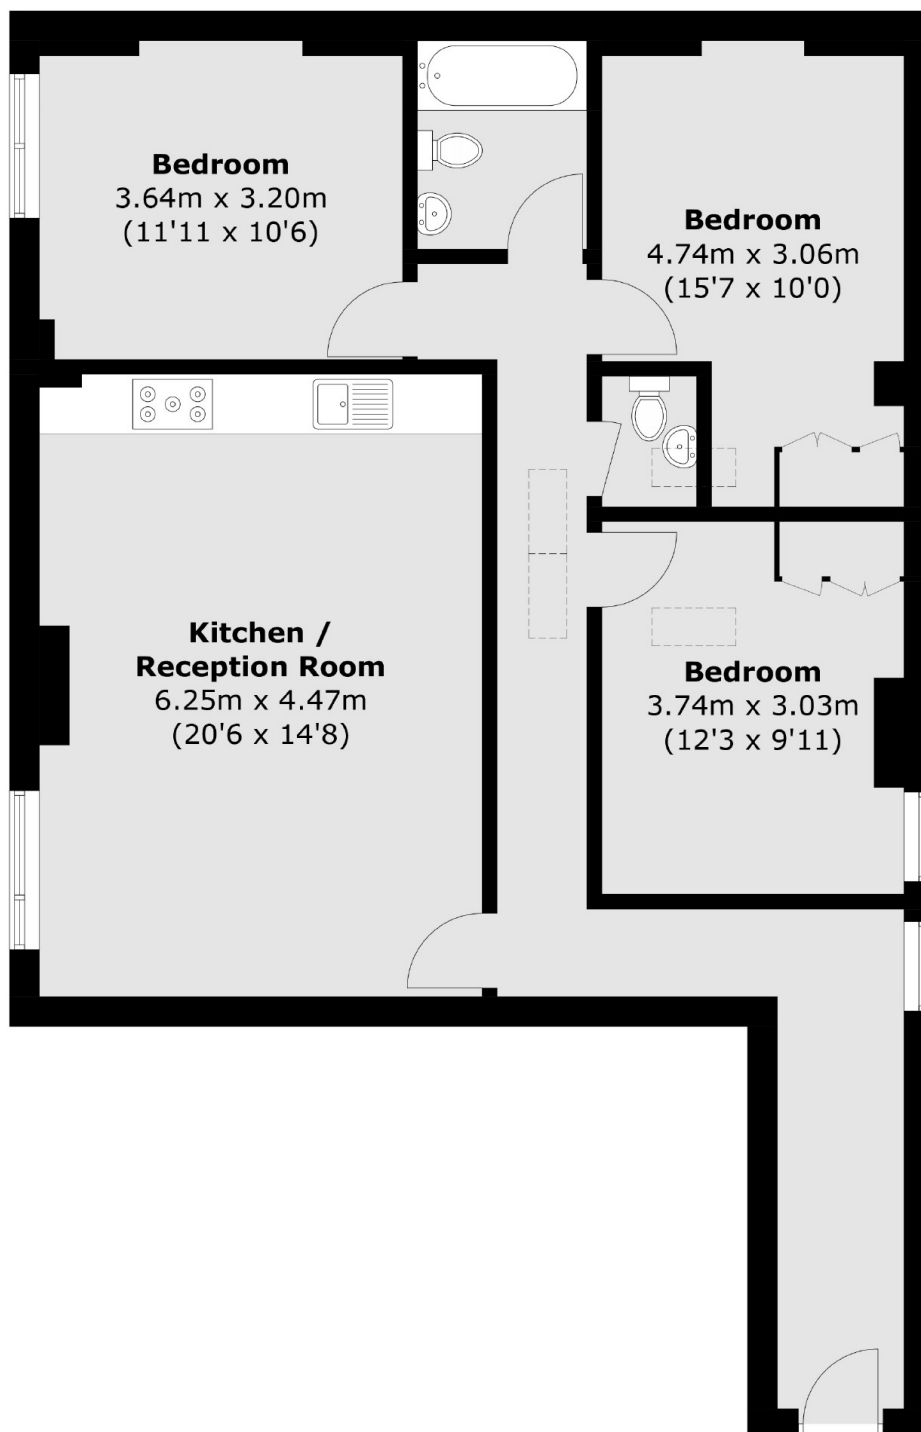 Bedroom
3.64m x 3.20m
(11'11 x 10'6)
Bedroom
4.74m x 3.06m
(15'7 x 10'0)
Kitchen /
Reception Room
6.25m x 4.47m
(20'6 x 14'8)
Bedroom
3.74m x 3.03m
(12'3 x 9'11)